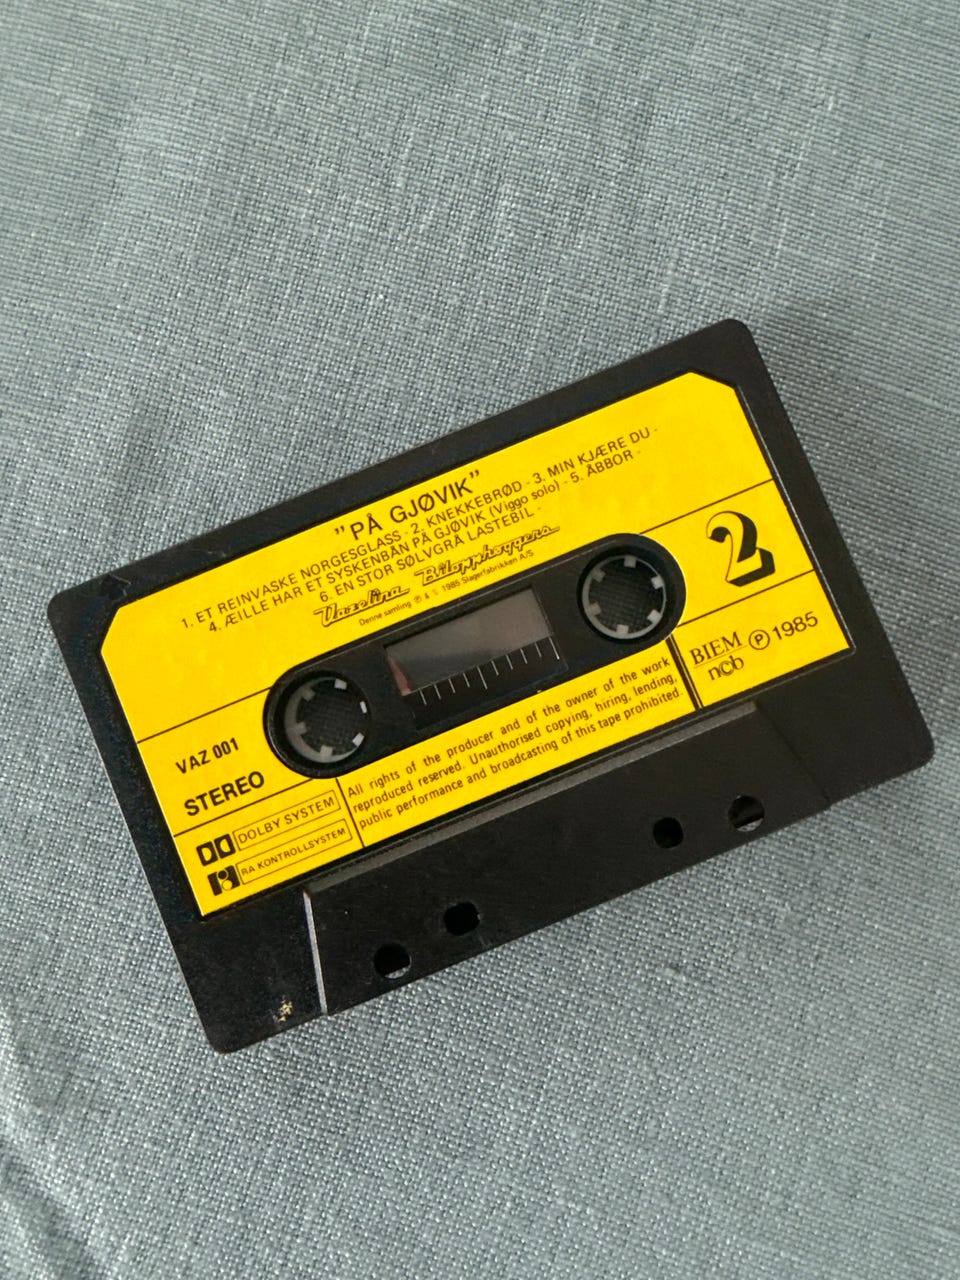 "PÅ GJØVIK"
1. ET REINVASKE NORGESGLASS - 2. KNEKKEBRØD - 3. MIN KJÆRE DU -
4. ÆILLE HAR ET SYSKENBÅN PÅ GJØVIK (Viggo solo) - 5. ÅBBOR -
6. EN STOR SØLVGRÅ LASTEBIL -
Vazelina Bilopphøggers
Denne samling ℗ & © 1985 Slagerfabrikken A/S
2
VAZ 001
STEREO
DOLBY SYSTEM
RA KONTROLLSYSTEM
All rights of the producer and of the owner of the work
reproduced reserved. Unauthorised copying, hiring, lending,
public performance and broadcasting of this tape prohibited.
BIEM
ncb
℗ 1985